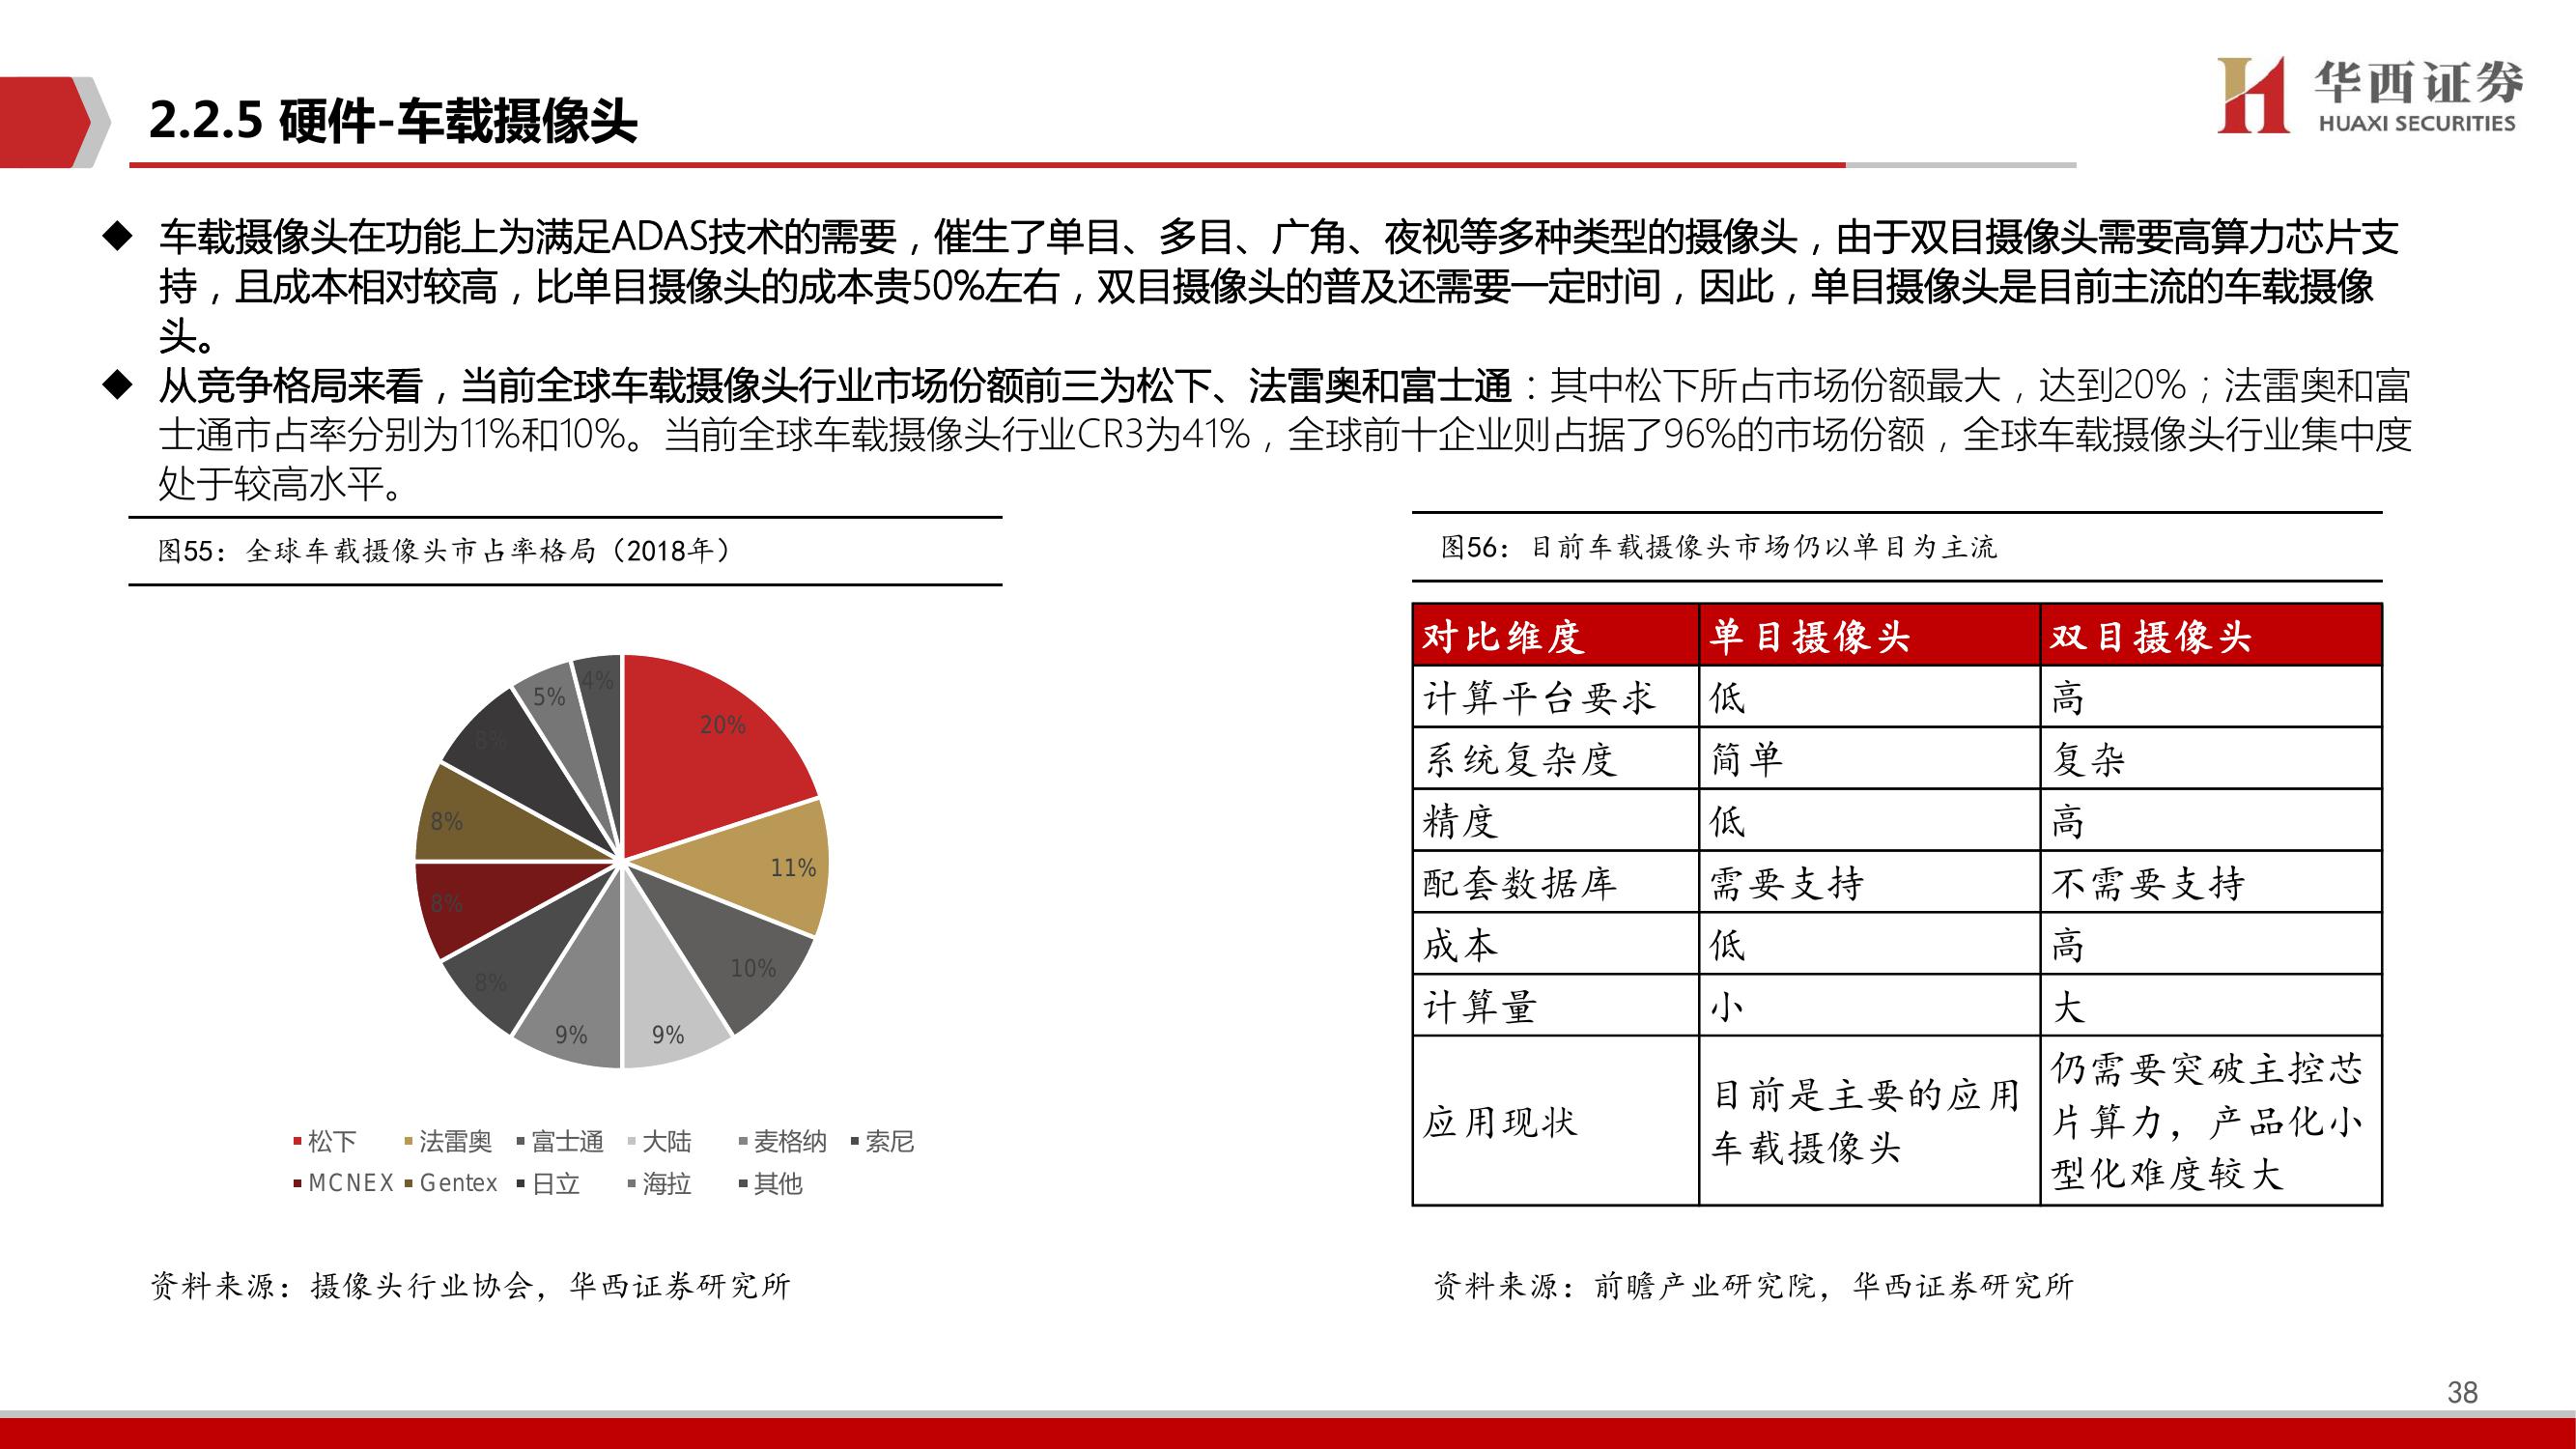 华西证券
HUAXI SECURITIES
2.2.5 硬件-车载摄像头
◆ 车载摄像头在功能上为满足ADAS技术的需要，催生了单目、多目、广角、夜视等多种类型的摄像头，由于双目摄像头需要高算力芯片支
持，且成本相对较高，比单目摄像头的成本贵50%左右，双目摄像头的普及还需要一定时间，因此，单目摄像头是目前主流的车载摄像
头。
◆ 从竞争格局来看，当前全球车载摄像头行业市场份额前三为松下、法雷奥和富士通：其中松下所占市场份额最大，达到20%；法雷奥和富
士通市占率分别为11%和10%。当前全球车载摄像头行业CR3为41%，全球前十企业则占据了96%的市场份额，全球车载摄像头行业集中度
处于较高水平。
图55：全球车载摄像头市占率格局（2018年）
20%
11%
10%
9%
9%
8%
8%
8%
8%
5%
4%
松下 法雷奥 富士通 大陆 麦格纳 索尼
MCNEX Gentex 日立 海拉 其他
资料来源：摄像头行业协会，华西证券研究所
图56：目前车载摄像头市场仍以单目为主流
对比维度 单目摄像头 双目摄像头
计算平台要求 低 高
系统复杂度 简单 复杂
精度 低 高
配套数据库 需要支持 不需要支持
成本 低 高
计算量 小 大
应用现状
目前是主要的应用
车载摄像头
仍需要突破主控芯
片算力，产品化小
型化难度较大
资料来源：前瞻产业研究院，华西证券研究所
38